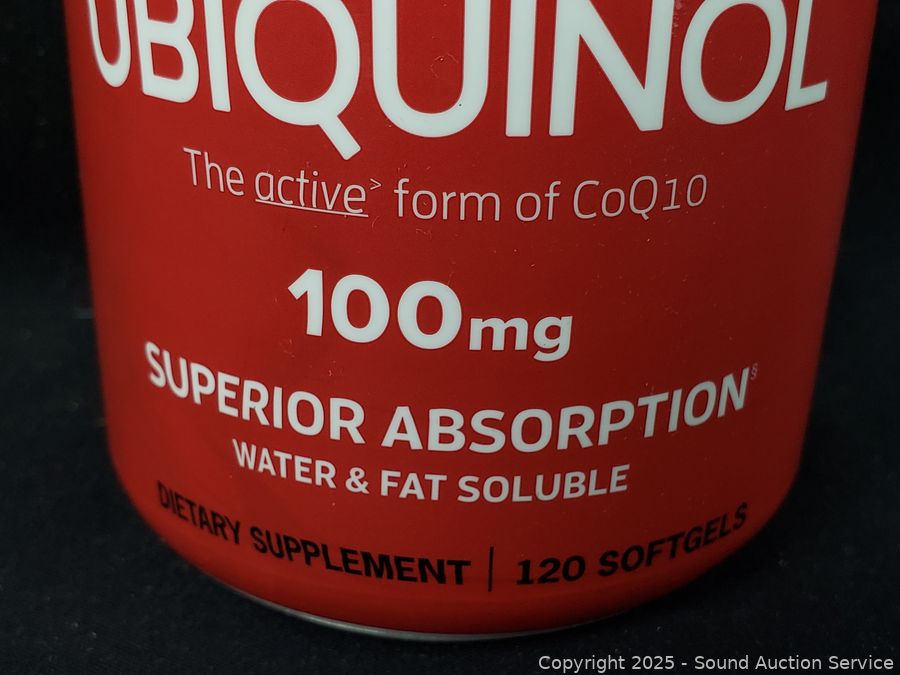 UBIQUINOL
The active> form of CoQ10
100mg
SUPERIOR ABSORPTION§
WATER & FAT SOLUBLE
DIETARY SUPPLEMENT | 120 SOFTGELS
Copyright 2025 - Sound Auction Service